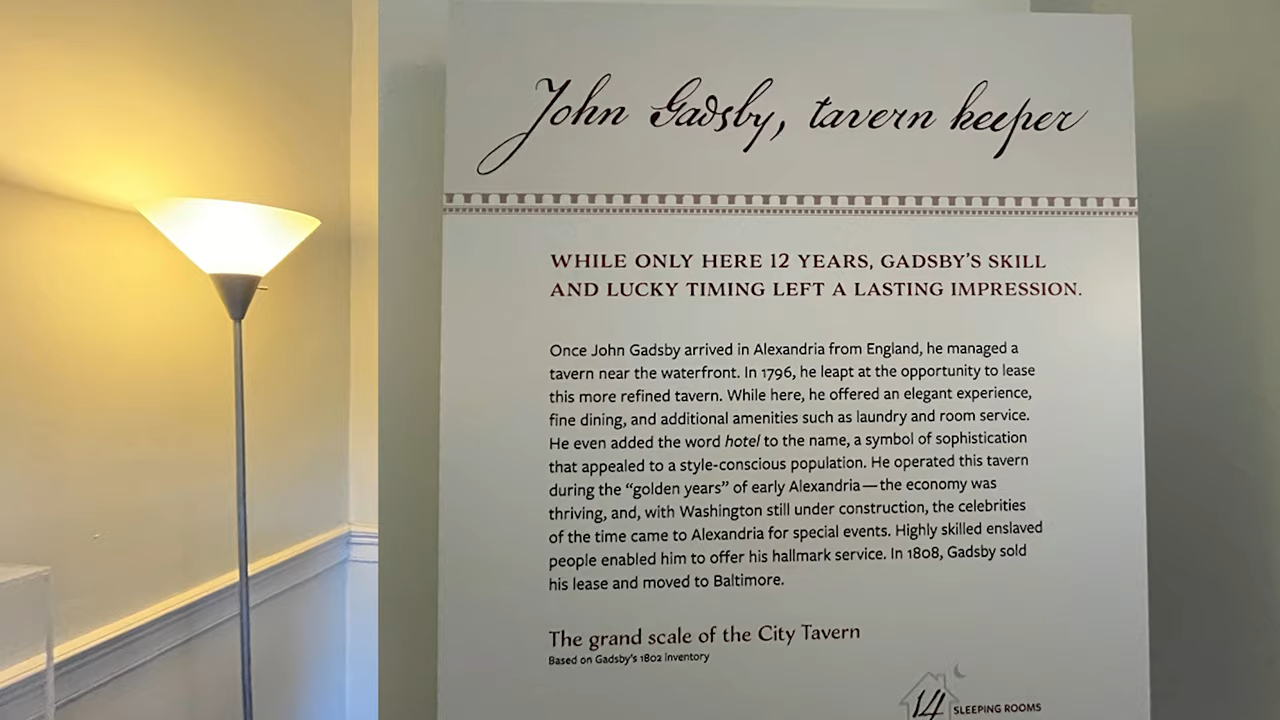 John Gadsby, tavern keeper
WHILE ONLY HERE 12 YEARS, GADSBY'S SKILL
AND LUCKY TIMING LEFT A LASTING IMPRESSION.
Once John Gadsby arrived in Alexandria from England, he managed a
tavern near the waterfront. In 1796, he leapt at the opportunity to lease
this more refined tavern. While here, he offered an elegant experience,
fine dining, and additional amenities such as laundry and room service.
He even added the word hotel to the name, a symbol of sophistication
that appealed to a style-conscious population. He operated this tavern
during the “golden years” of early Alexandria—the economy was
thriving, and, with Washington still under construction, the celebrities
of the time came to Alexandria for special events. Highly skilled enslaved
people enabled him to offer his hallmark service. In 1808, Gadsby sold
his lease and moved to Baltimore.
The grand scale of the City Tavern
Based on Gadsby's 1802 inventory
14 SLEEPING ROOMS